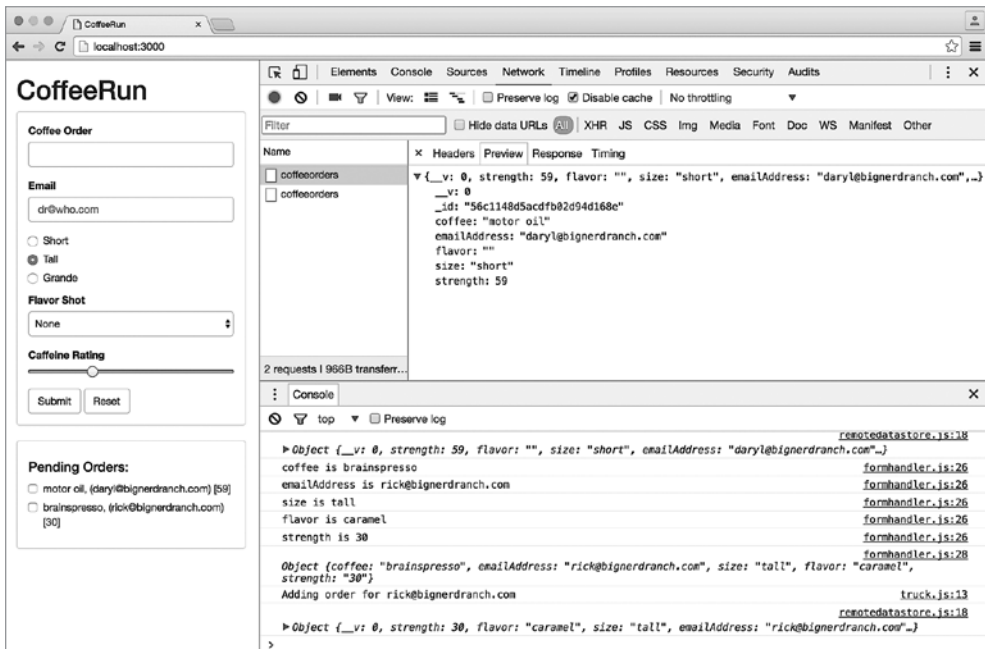 CoffeeRun
localhost:3000
CoffeeRun
Coffee Order
Email
dr@who.com
Short
Tall
Grande
Flavor Shot
None
Caffeine Rating
Submit Reset
Pending Orders:
motor oil, (daryl@bignerdranch.com) [59]
brainspresso, (rick@bignerdranch.com)
[30]
Elements Console Sources Network Timeline Profiles Resources Security Audits
View: Preserve log Disable cache No throttling
Filter Hide data URLs All XHR JS CSS Img Media Font Doc WS Manifest Other
Name
coffeeorders
coffeeorders
2 requests | 966B transferr...
Headers Preview Response Timing
{__v: 0, strength: 59, flavor: "", size: "short", emailAddress: "daryl@bignerdranch.com",…}
__v: 0
_id: "56c1148d5acdfb02d94d168e"
coffee: "motor oil"
emailAddress: "daryl@bignerdranch.com"
flavor: ""
size: "short"
strength: 59
Console
top Preserve log
remotedatastore.js:18
Object {__v: 0, strength: 59, flavor: "", size: "short", emailAddress: "daryl@bignerdranch.com"…}
coffee is brainspresso formhandler.js:26
emailAddress is rick@bignerdranch.com formhandler.js:26
size is tall formhandler.js:26
flavor is caramel formhandler.js:26
strength is 30 formhandler.js:26
formhandler.js:28
Object {coffee: "brainspresso", emailAddress: "rick@bignerdranch.com", size: "tall", flavor: "caramel",
strength: "30"}
Adding order for rick@bignerdranch.com truck.js:13
remotedatastore.js:18
Object {__v: 0, strength: 30, flavor: "caramel", size: "tall", emailAddress: "rick@bignerdranch.com"…}
>